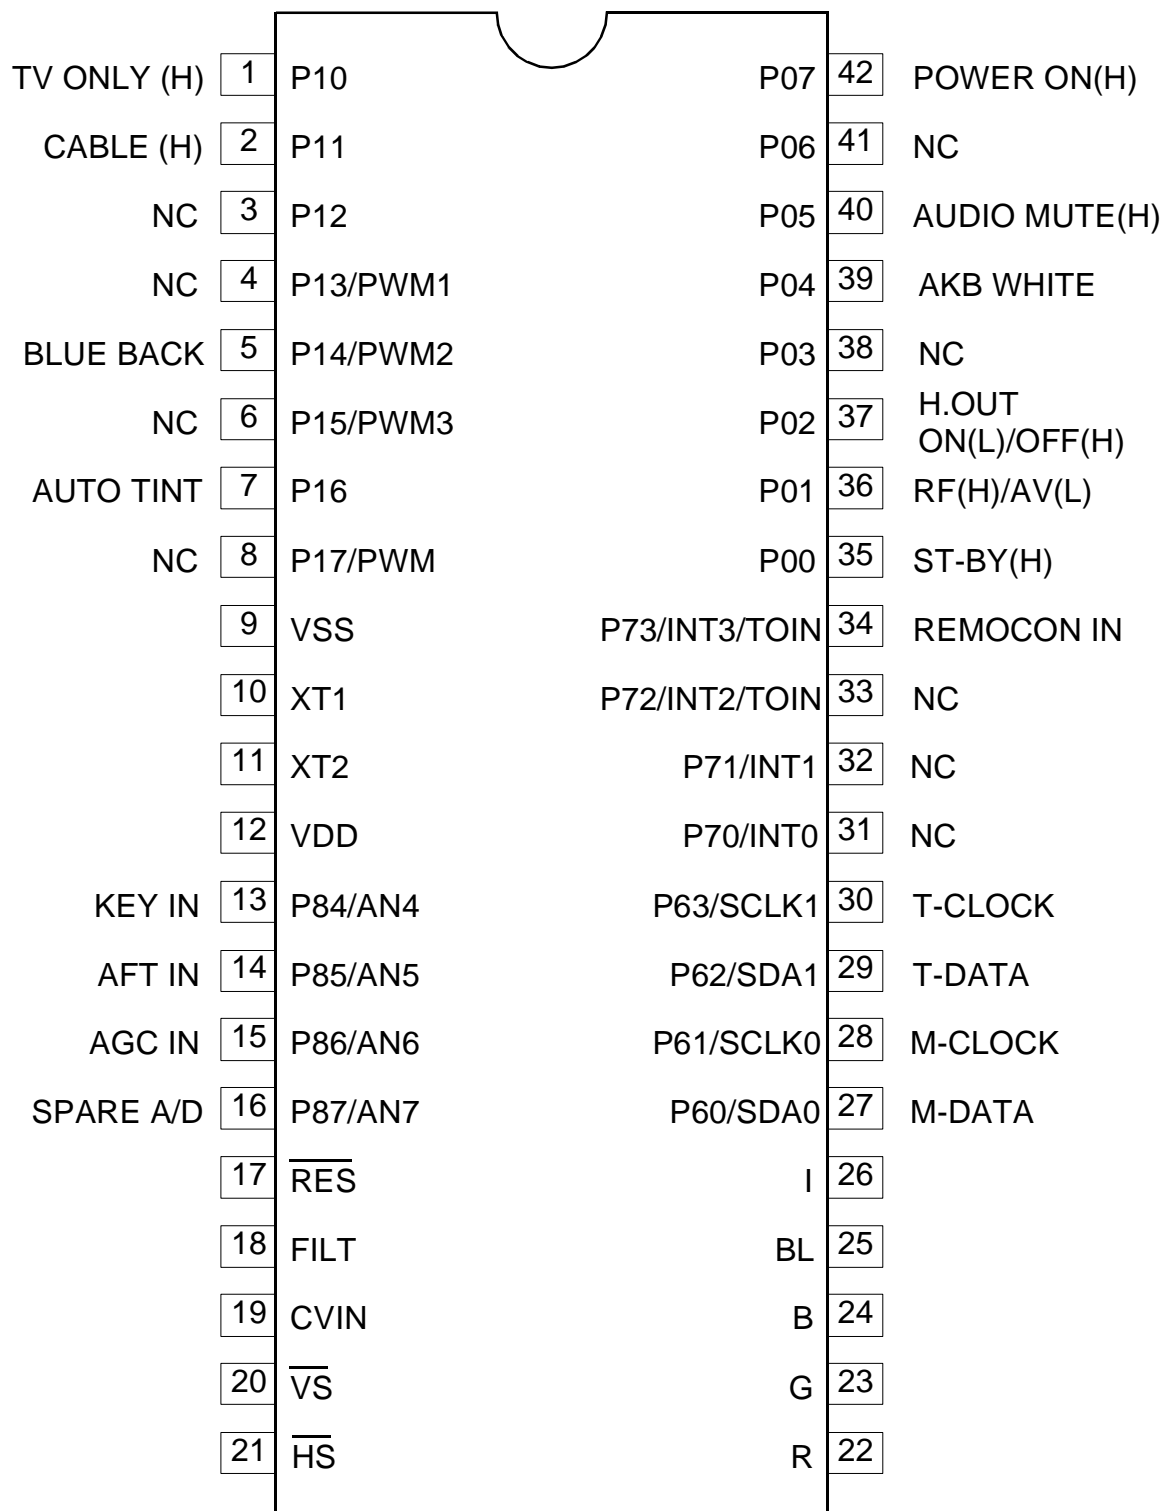 TV ONLY (H) 1 P10 P07 42 POWER ON(H)
CABLE (H) 2 P11 P06 41 NC
NC 3 P12 P05 40 AUDIO MUTE(H)
NC 4 P13/PWM1 P04 39 AKB WHITE
BLUE BACK 5 P14/PWM2 P03 38 NC
NC 6 P15/PWM3 P02 37 H.OUT
ON(L)/OFF(H)
AUTO TINT 7 P16 P01 36 RF(H)/AV(L)
NC 8 P17/PWM P00 35 ST-BY(H)
9 VSS P73/INT3/TOIN 34 REMOCON IN
10 XT1 P72/INT2/TOIN 33 NC
11 XT2 P71/INT1 32 NC
12 VDD P70/INT0 31 NC
KEY IN 13 P84/AN4 P63/SCLK1 30 T-CLOCK
AFT IN 14 P85/AN5 P62/SDA1 29 T-DATA
AGC IN 15 P86/AN6 P61/SCLK0 28 M-CLOCK
SPARE A/D 16 P87/AN7 P60/SDA0 27 M-DATA
17 RES I 26
18 FILT BL 25
19 CVIN B 24
20 VS G 23
21 HS R 22